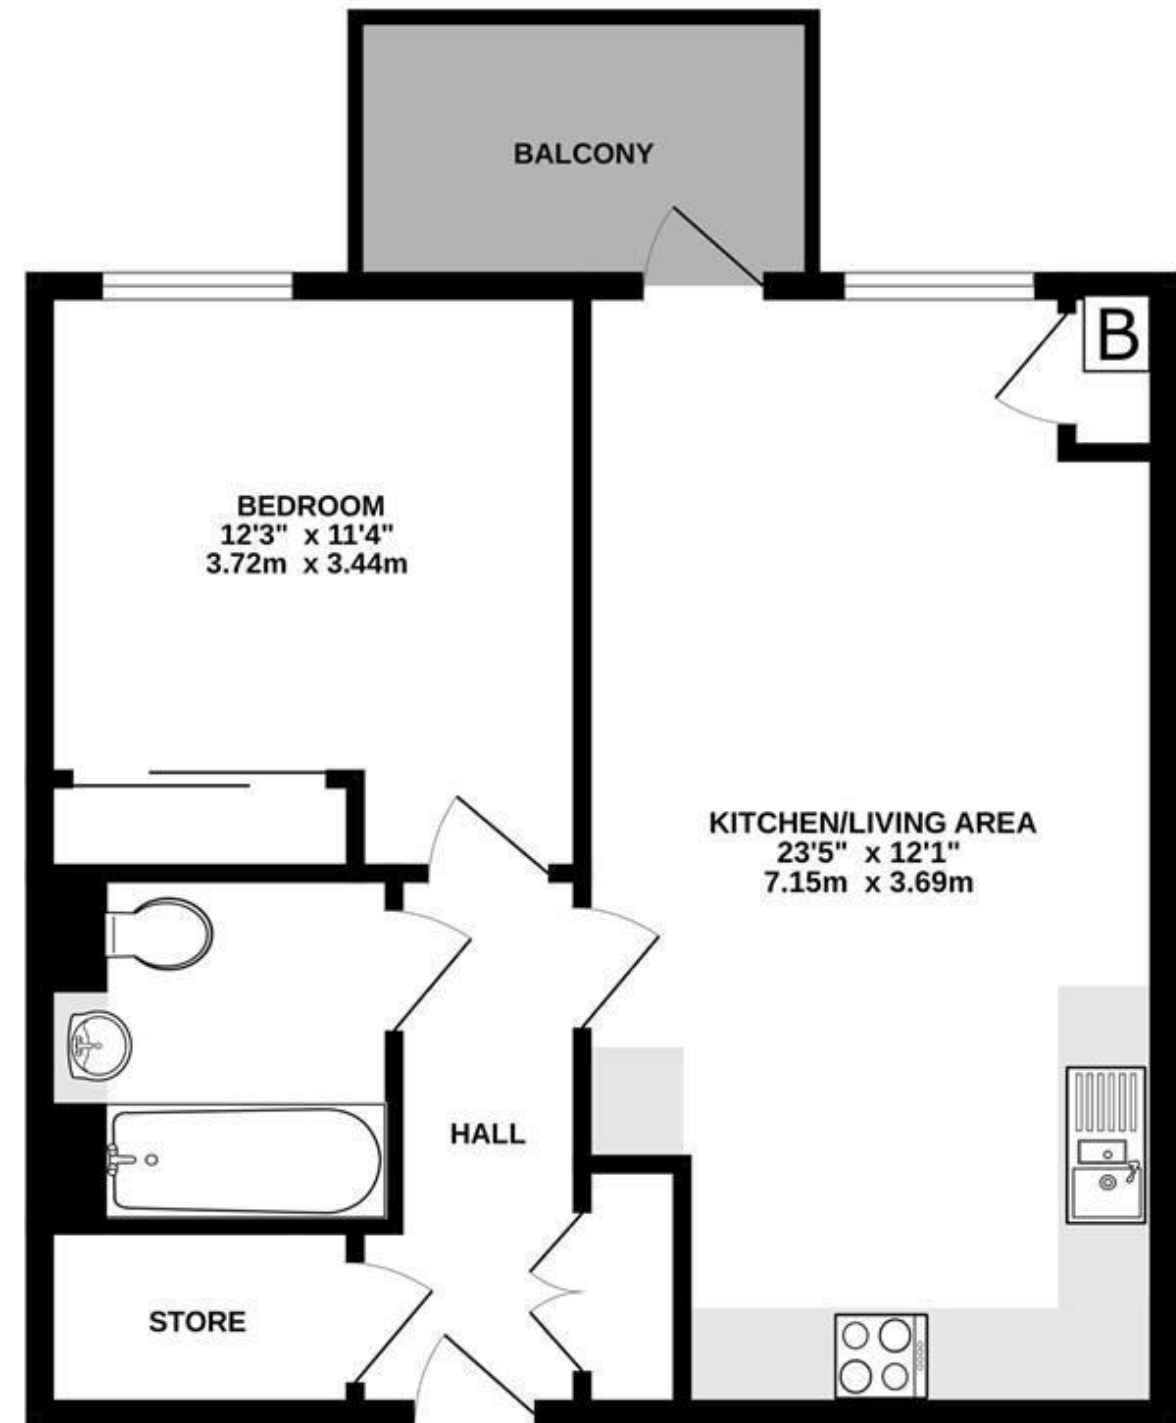 BALCONY
B
BEDROOM
12'3" x 11'4"
3.72m x 3.44m
KITCHEN/LIVING AREA
23'5" x 12'1"
7.15m x 3.69m
HALL
STORE